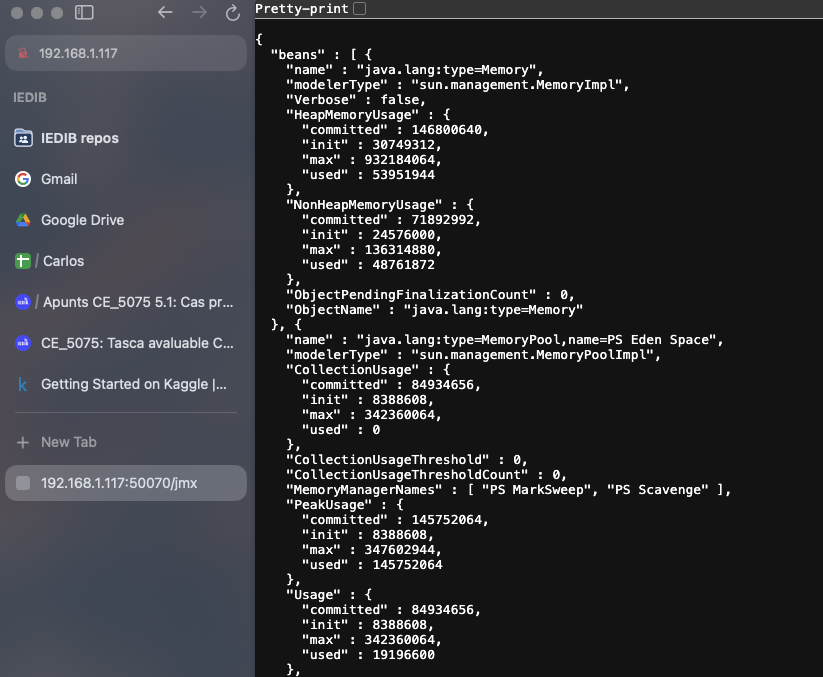 192.168.1.117
IEDIB
IEDIB repos
Gmail
Google Drive
/ Carlos
/ Apunts CE_5075 5.1: Cas pr...
CE_5075: Tasca avaluable C...
Getting Started on Kaggle |...
+ New Tab
192.168.1.117:50070/jmx
Pretty-print
{
"beans" : [ {
"name" : "java.lang:type=Memory",
"modelerType" : "sun.management.MemoryImpl",
"Verbose" : false,
"HeapMemoryUsage" : {
"committed" : 146800640,
"init" : 30749312,
"max" : 932184064,
"used" : 53951944
},
"NonHeapMemoryUsage" : {
"committed" : 71892992,
"init" : 24576000,
"max" : 136314880,
"used" : 48761872
},
"ObjectPendingFinalizationCount" : 0,
"ObjectName" : "java.lang:type=Memory"
}, {
"name" : "java.lang:type=MemoryPool,name=PS Eden Space",
"modelerType" : "sun.management.MemoryPoolImpl",
"CollectionUsage" : {
"committed" : 84934656,
"init" : 8388608,
"max" : 342360064,
"used" : 0
},
"CollectionUsageThreshold" : 0,
"CollectionUsageThresholdCount" : 0,
"MemoryManagerNames" : [ "PS MarkSweep", "PS Scavenge" ],
"PeakUsage" : {
"committed" : 145752064,
"init" : 8388608,
"max" : 347602944,
"used" : 145752064
},
"Usage" : {
"committed" : 84934656,
"init" : 8388608,
"max" : 342360064,
"used" : 19196600
},